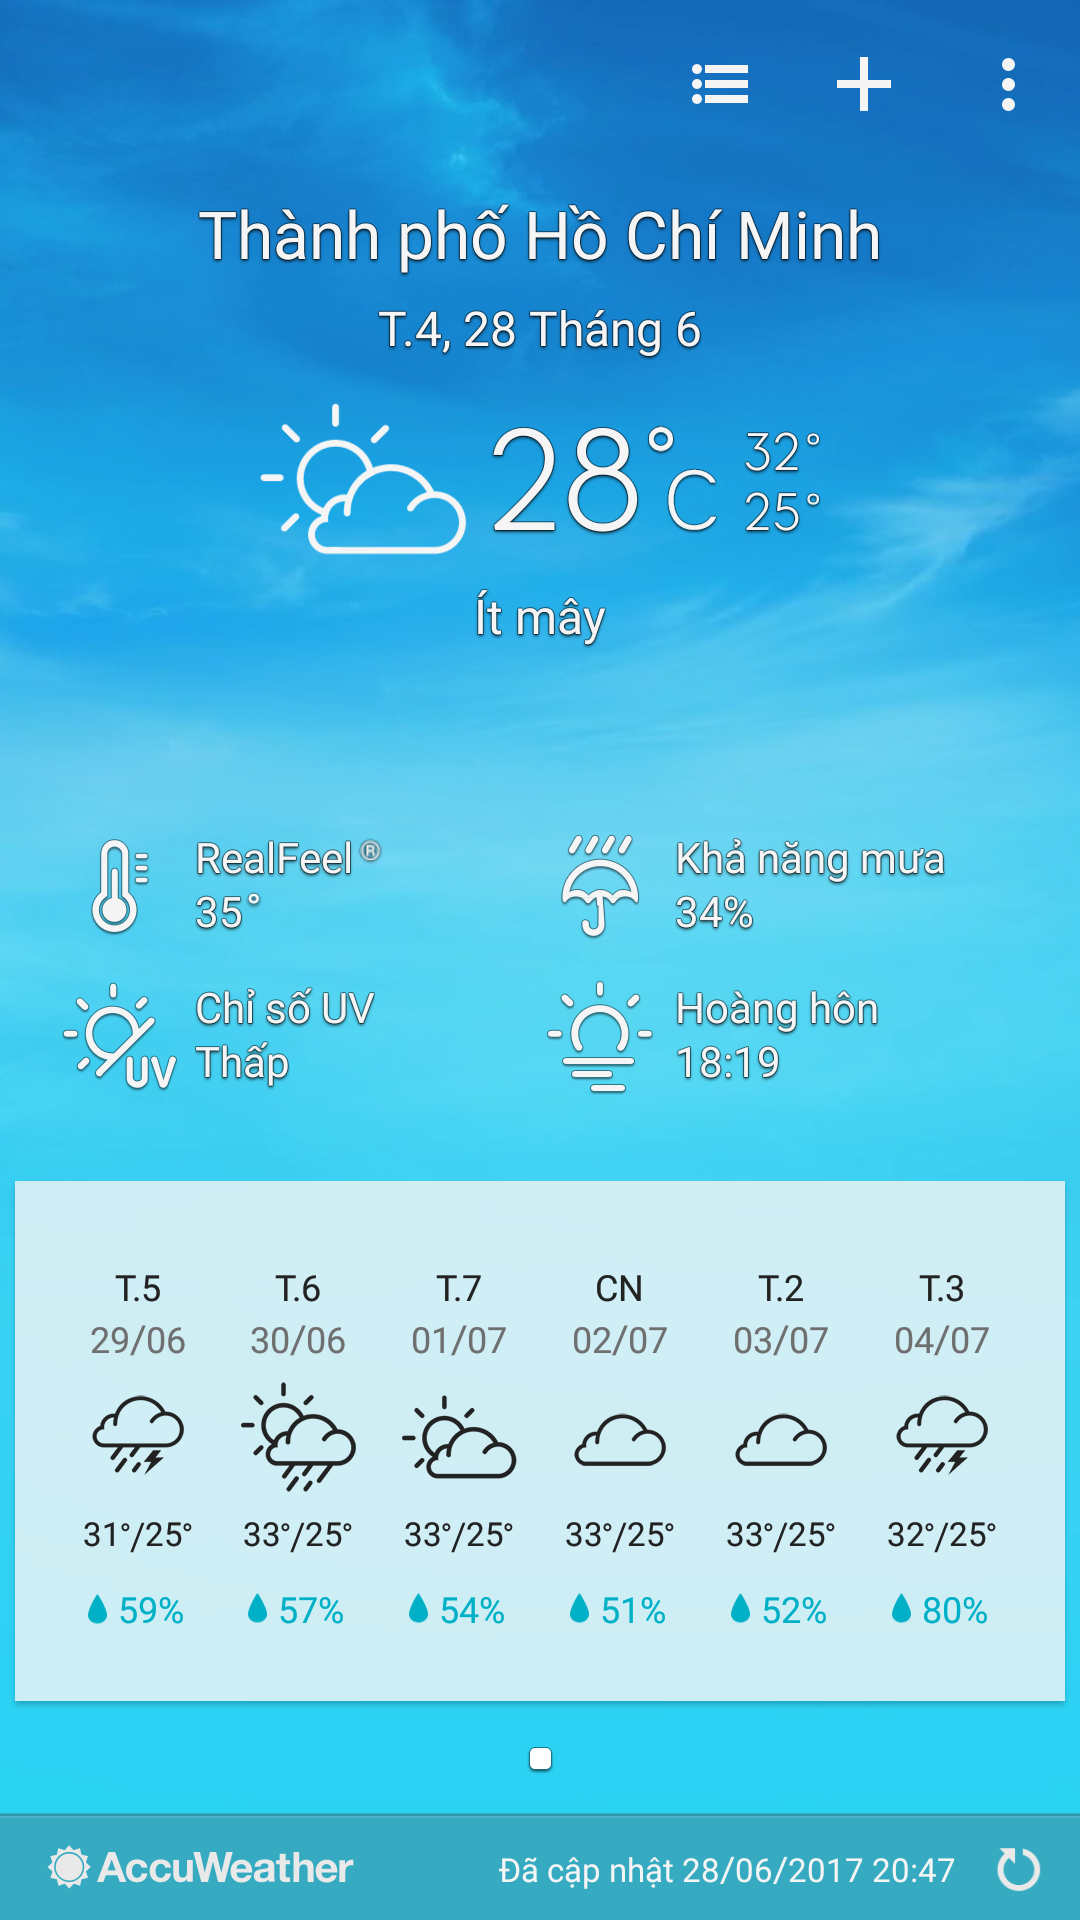 Thành phố Hồ Chí Minh
T.4, 28 Tháng 6
28°C 32° 25°
Ít mây
RealFeel® 
35°
Khả năng mưa
34%
Chỉ số UV
Thấp
UV
Hoàng hôn
18:19
T.5 T.6 T.7 CN T.2 T.3
29/06 30/06 01/07 02/07 03/07 04/07
31°/25° 33°/25° 33°/25° 33°/25° 33°/25° 32°/25°
59% 57% 54% 51% 52% 80%
AccuWeather Đã cập nhật 28/06/2017 20:47